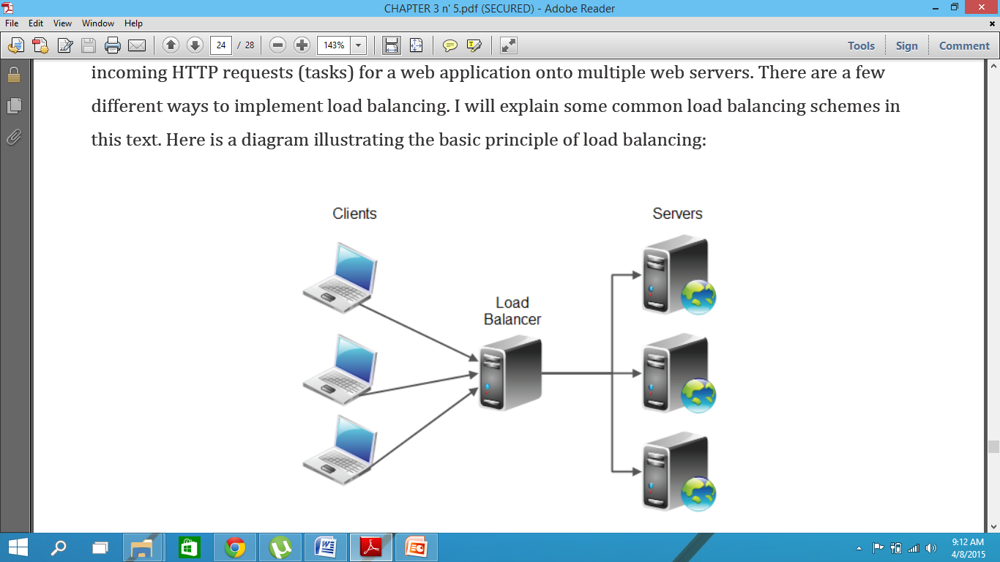 CHAPTER 3 n' 5.pdf (SECURED) - Adobe Reader
File Edit View Window Help
24 / 28 143% Tools Sign Comment
incoming HTTP requests (tasks) for a web application onto multiple web servers. There are a few
different ways to implement load balancing. I will explain some common load balancing schemes in
this text. Here is a diagram illustrating the basic principle of load balancing:
Clients Servers
Load
Balancer
9:12 AM
4/8/2015